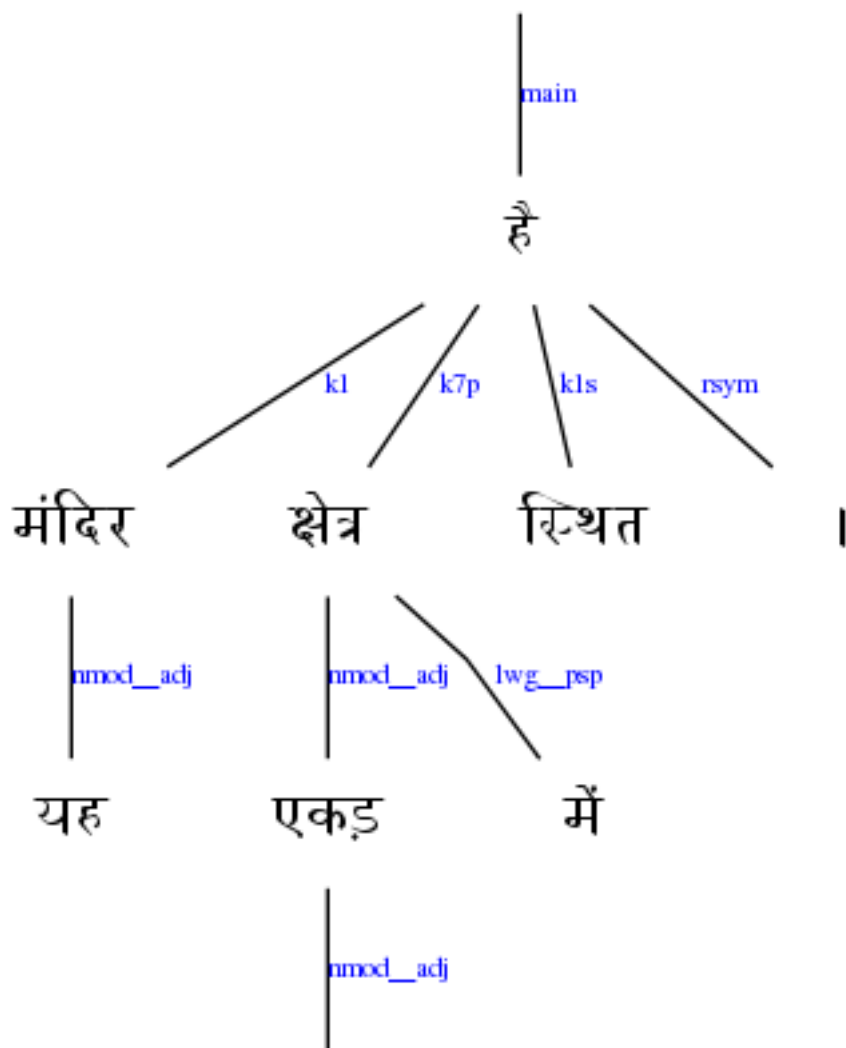 main
है
k1 k7p k1s rsym
मंदिर क्षेत्र स्थित ।
nmod__adj nmod__adj lwg__psp
यह एकड़ में
nmod__adj